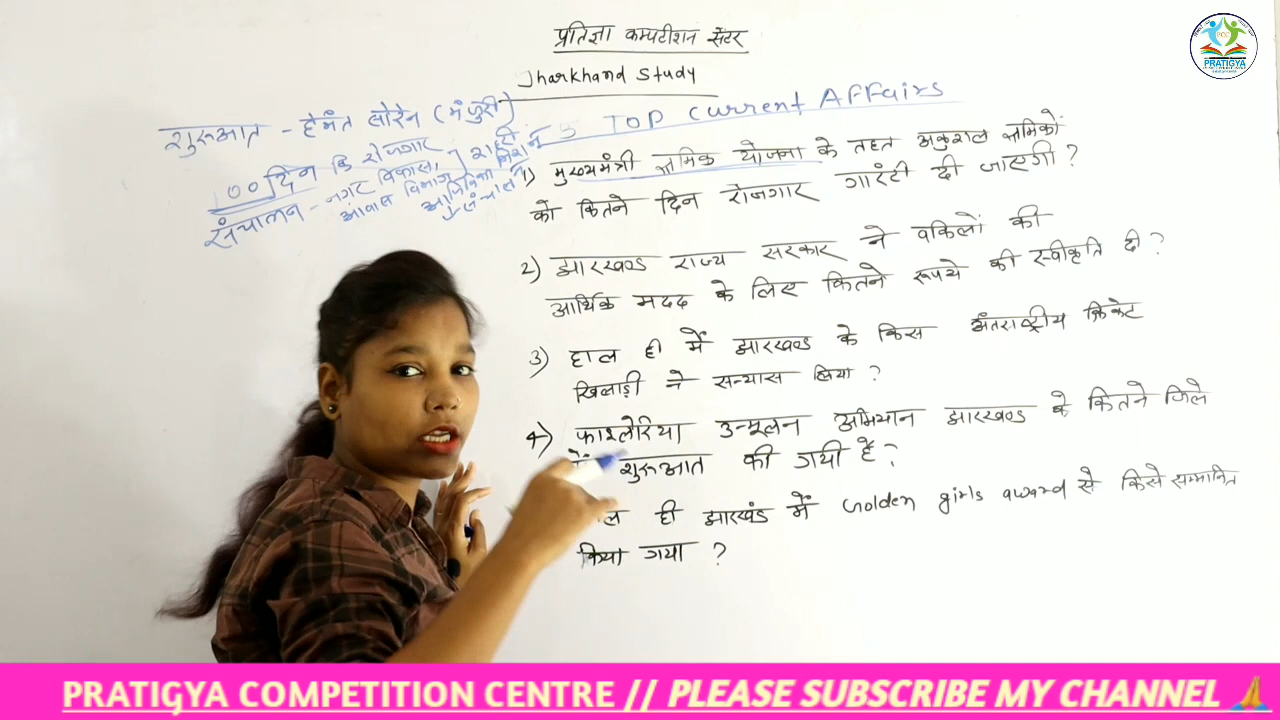 प्रतिज्ञा कम्पटीशन सेंटर
Jharkhand Study
5 TOP Current Affairs
शुरूआत - हेमंत सोरेन (मंजुरी)
100 दिन कि रोजगार
संचालन - नगर विकास,
आवास विभाग
1) मुख्यमंत्री श्रमिक योजना के तहत अकुशल श्रमिकों
को कितने दिन रोजगार गारंटी दी जाएगी ?
2) झारखण्ड राज्य सरकार ने वकिलों की
आर्थिक मदद के लिए कितने रूपये की स्वीकृति दी ?
3) हाल ही में झारखण्ड के किस अंतराष्ट्रीय क्रिकेट
खिलाड़ी ने सन्यास लिया ?
4) फाइलेरिया उन्मूलन अभियान झारखण्ड के कितने जिले
में शुरूआत की गयी हैं ?
ही झारखंड में Golden girls award से किसे सम्मानित
किया गया ?
PRATIGYA
PRATIGYA COMPETITION CENTRE // PLEASE SUBSCRIBE MY CHANNEL 🙏